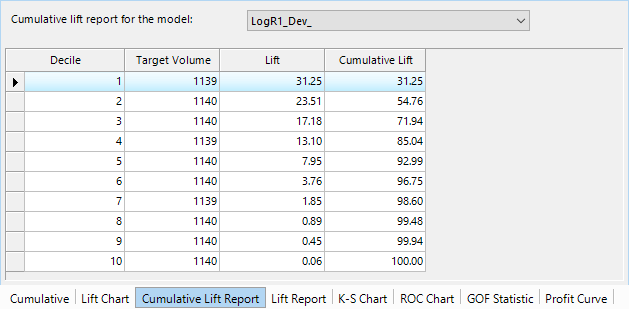 Cumulative lift report for the model: LogR1_Dev_
Decile Target Volume Lift Cumulative Lift
1 1139 31.25 31.25
2 1140 23.51 54.76
3 1140 17.18 71.94
4 1139 13.10 85.04
5 1140 7.95 92.99
6 1140 3.76 96.75
7 1139 1.85 98.60
8 1140 0.89 99.48
9 1140 0.45 99.94
10 1140 0.06 100.00
Cumulative Lift Chart Cumulative Lift Report Lift Report K-S Chart ROC Chart GOF Statistic Profit Curve